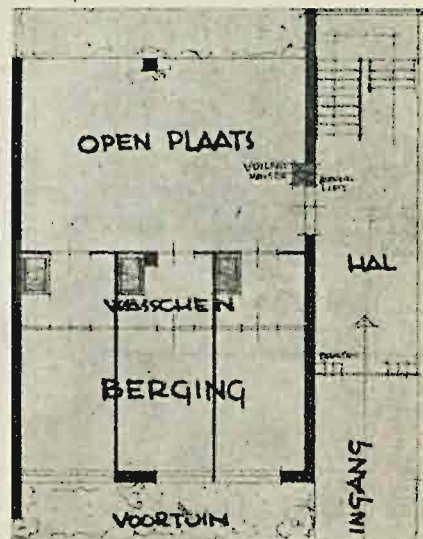 OPEN PLAATS
HAL
WASSCHEN
BERGING
INGANG
VOORTUIN